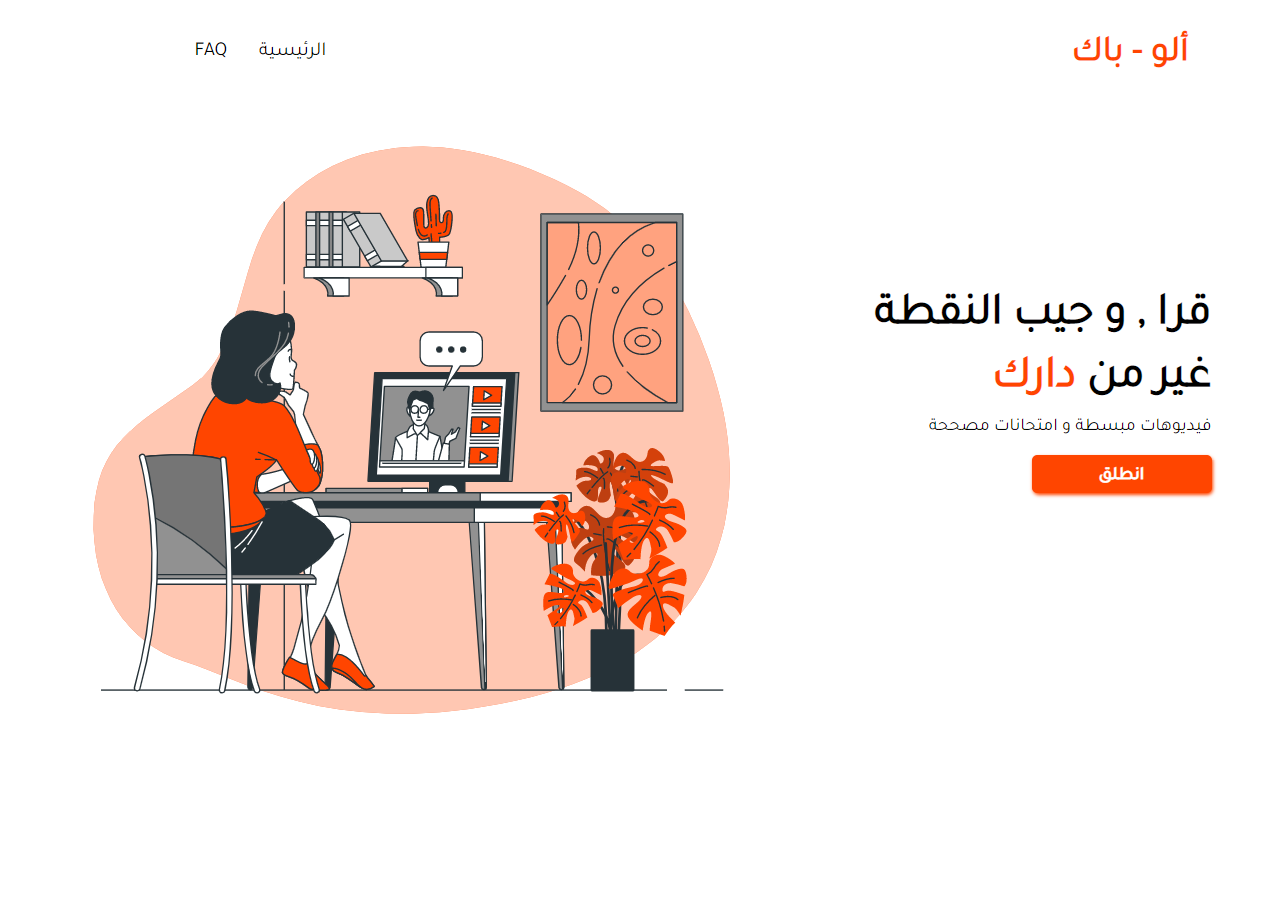 ألو - باك
الرئيسية
FAQ
قرا , و جيب النقطة
غير من دارك
فيديوهات مبسطة و امتحانات مصححة
انطلق